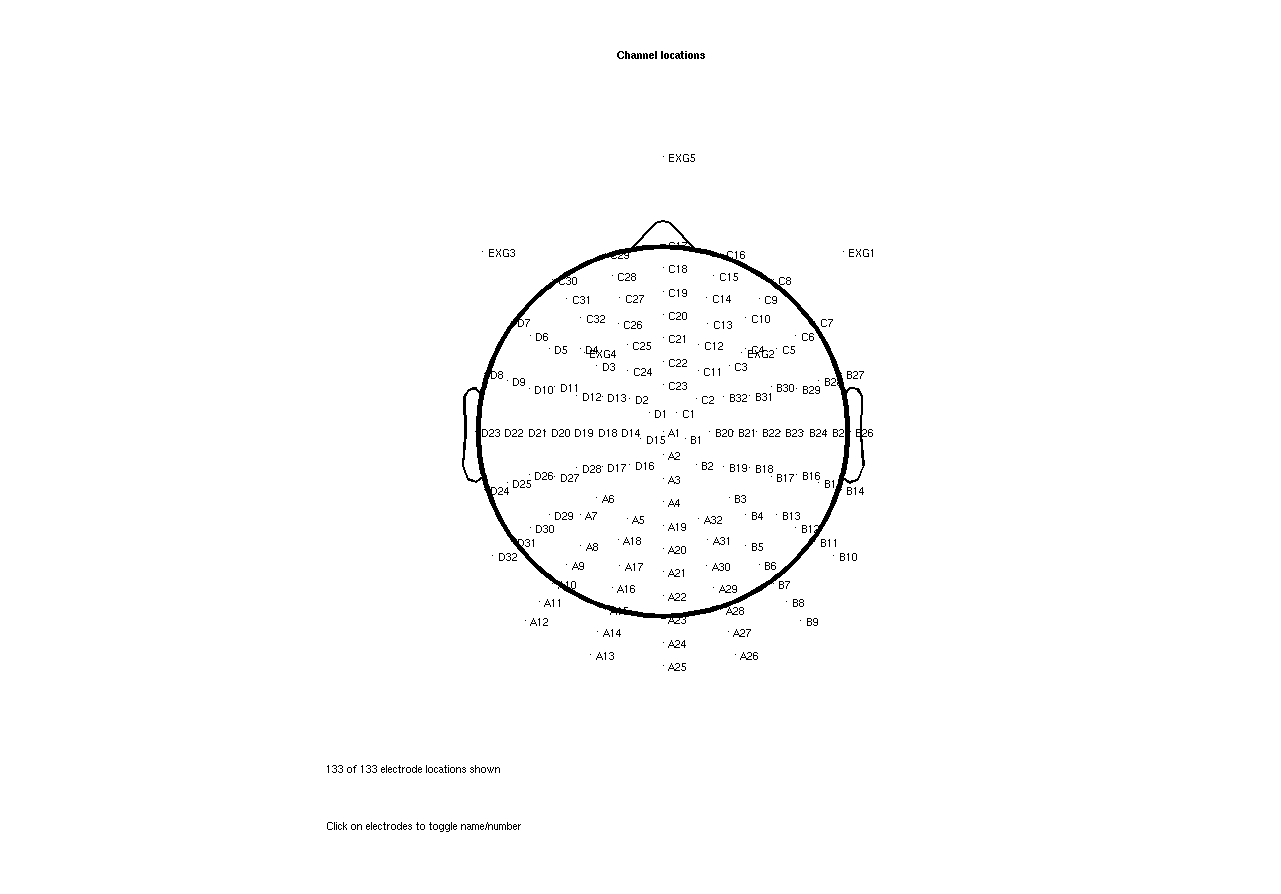 Channel locations
EXG5
EXG3 EXG1
C17
C29 C16
C18
C28 C15
C30 C8
C19
C31 C27 C14 C9
C32 C20 C10
D7 C26 C13 C7
D6 C21 C6
D5 D4 C25 C12 C4 C5
EXG4 EXG2
D3 C22 C3
D8 C24 C11 B27
D9 B28
D10 D11 C23 B30 B29
D12 D13 D2 C2 B32 B31
D1 C1
D23 D22 D21 D20 D19 D18 D14 A1 B20 B21 B22 B23 B24 B26
D15 B1
A2
D28 D17 D16 B2 B19 B18
D26 D27 A3 B17 B16
D25
D24 B14
A6 A4 B3
D29 A7 A5 A32 B4 B13
D30 A19 B12
D31 A18 A31 B11
A8 A20 B5
D32 B10
A9 A17 A21 A30 B6
A10 A16 A29 B7
A22
A11 B8
A15 A28
A12 A23 B9
A14 A27
A24
A13 A26
A25
133 of 133 electrode locations shown
Click on electrodes to toggle name/number